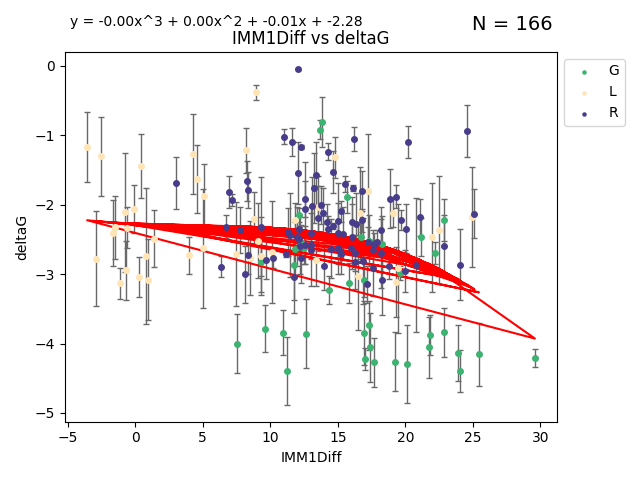 y = -0.00x^3 + 0.00x^2 + -0.01x + -2.28
N = 166
IMM1Diff vs deltaG
G
L
R
0
−1
−2
−3
−4
−5
deltaG
−5 0 5 10 15 20 25 30
IMM1Diff